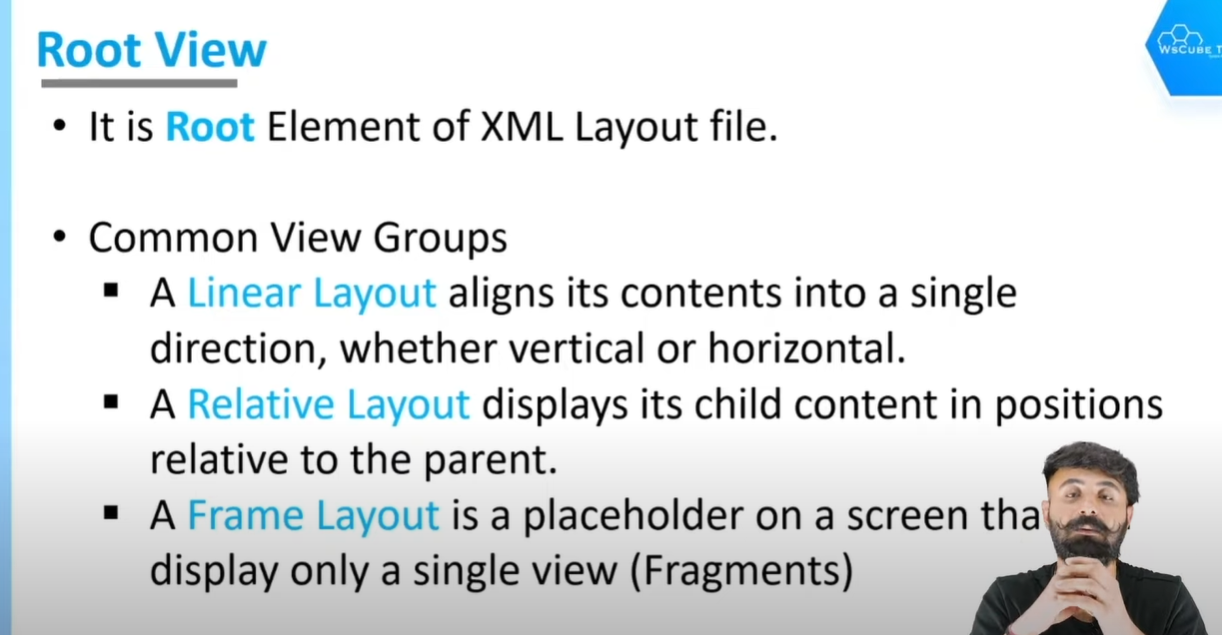 Root View
WsCube T
• It is Root Element of XML Layout file.
• Common View Groups
▪ A Linear Layout aligns its contents into a single
direction, whether vertical or horizontal.
▪ A Relative Layout displays its child content in positions
relative to the parent.
▪ A Frame Layout is a placeholder on a screen tha
display only a single view (Fragments)